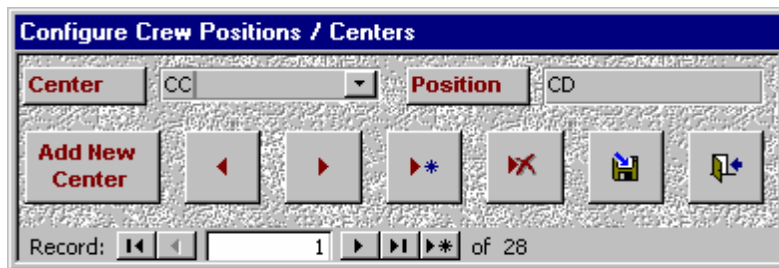 Configure Crew Positions / Centers
Center CC Position CD
Add New
Center
Record: 1 of 28